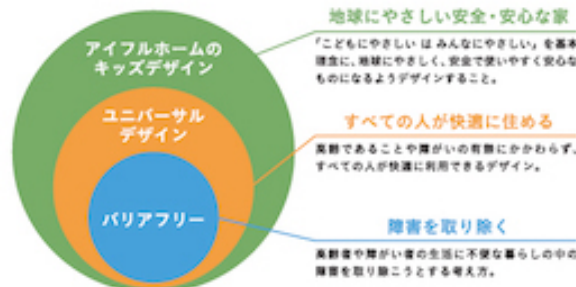 アイフルホームの
キッズデザイン
ユニバーサル
デザイン
バリアフリー
地球にやさしい安全・安心な家
「こどもにやさしい は みんなにやさしい」を基本
理念に、地球にやさしく、安全で使いやすく安心な
ものになるようデザインすること。
すべての人が快適に住める
高齢であることや障がいの有無にかかわらず、
すべての人が快適に利用できるデザイン。
障害を取り除く
高齢者や障がい者の生活に不便な暮らしの中の
障害を取り除こうとする考え方。